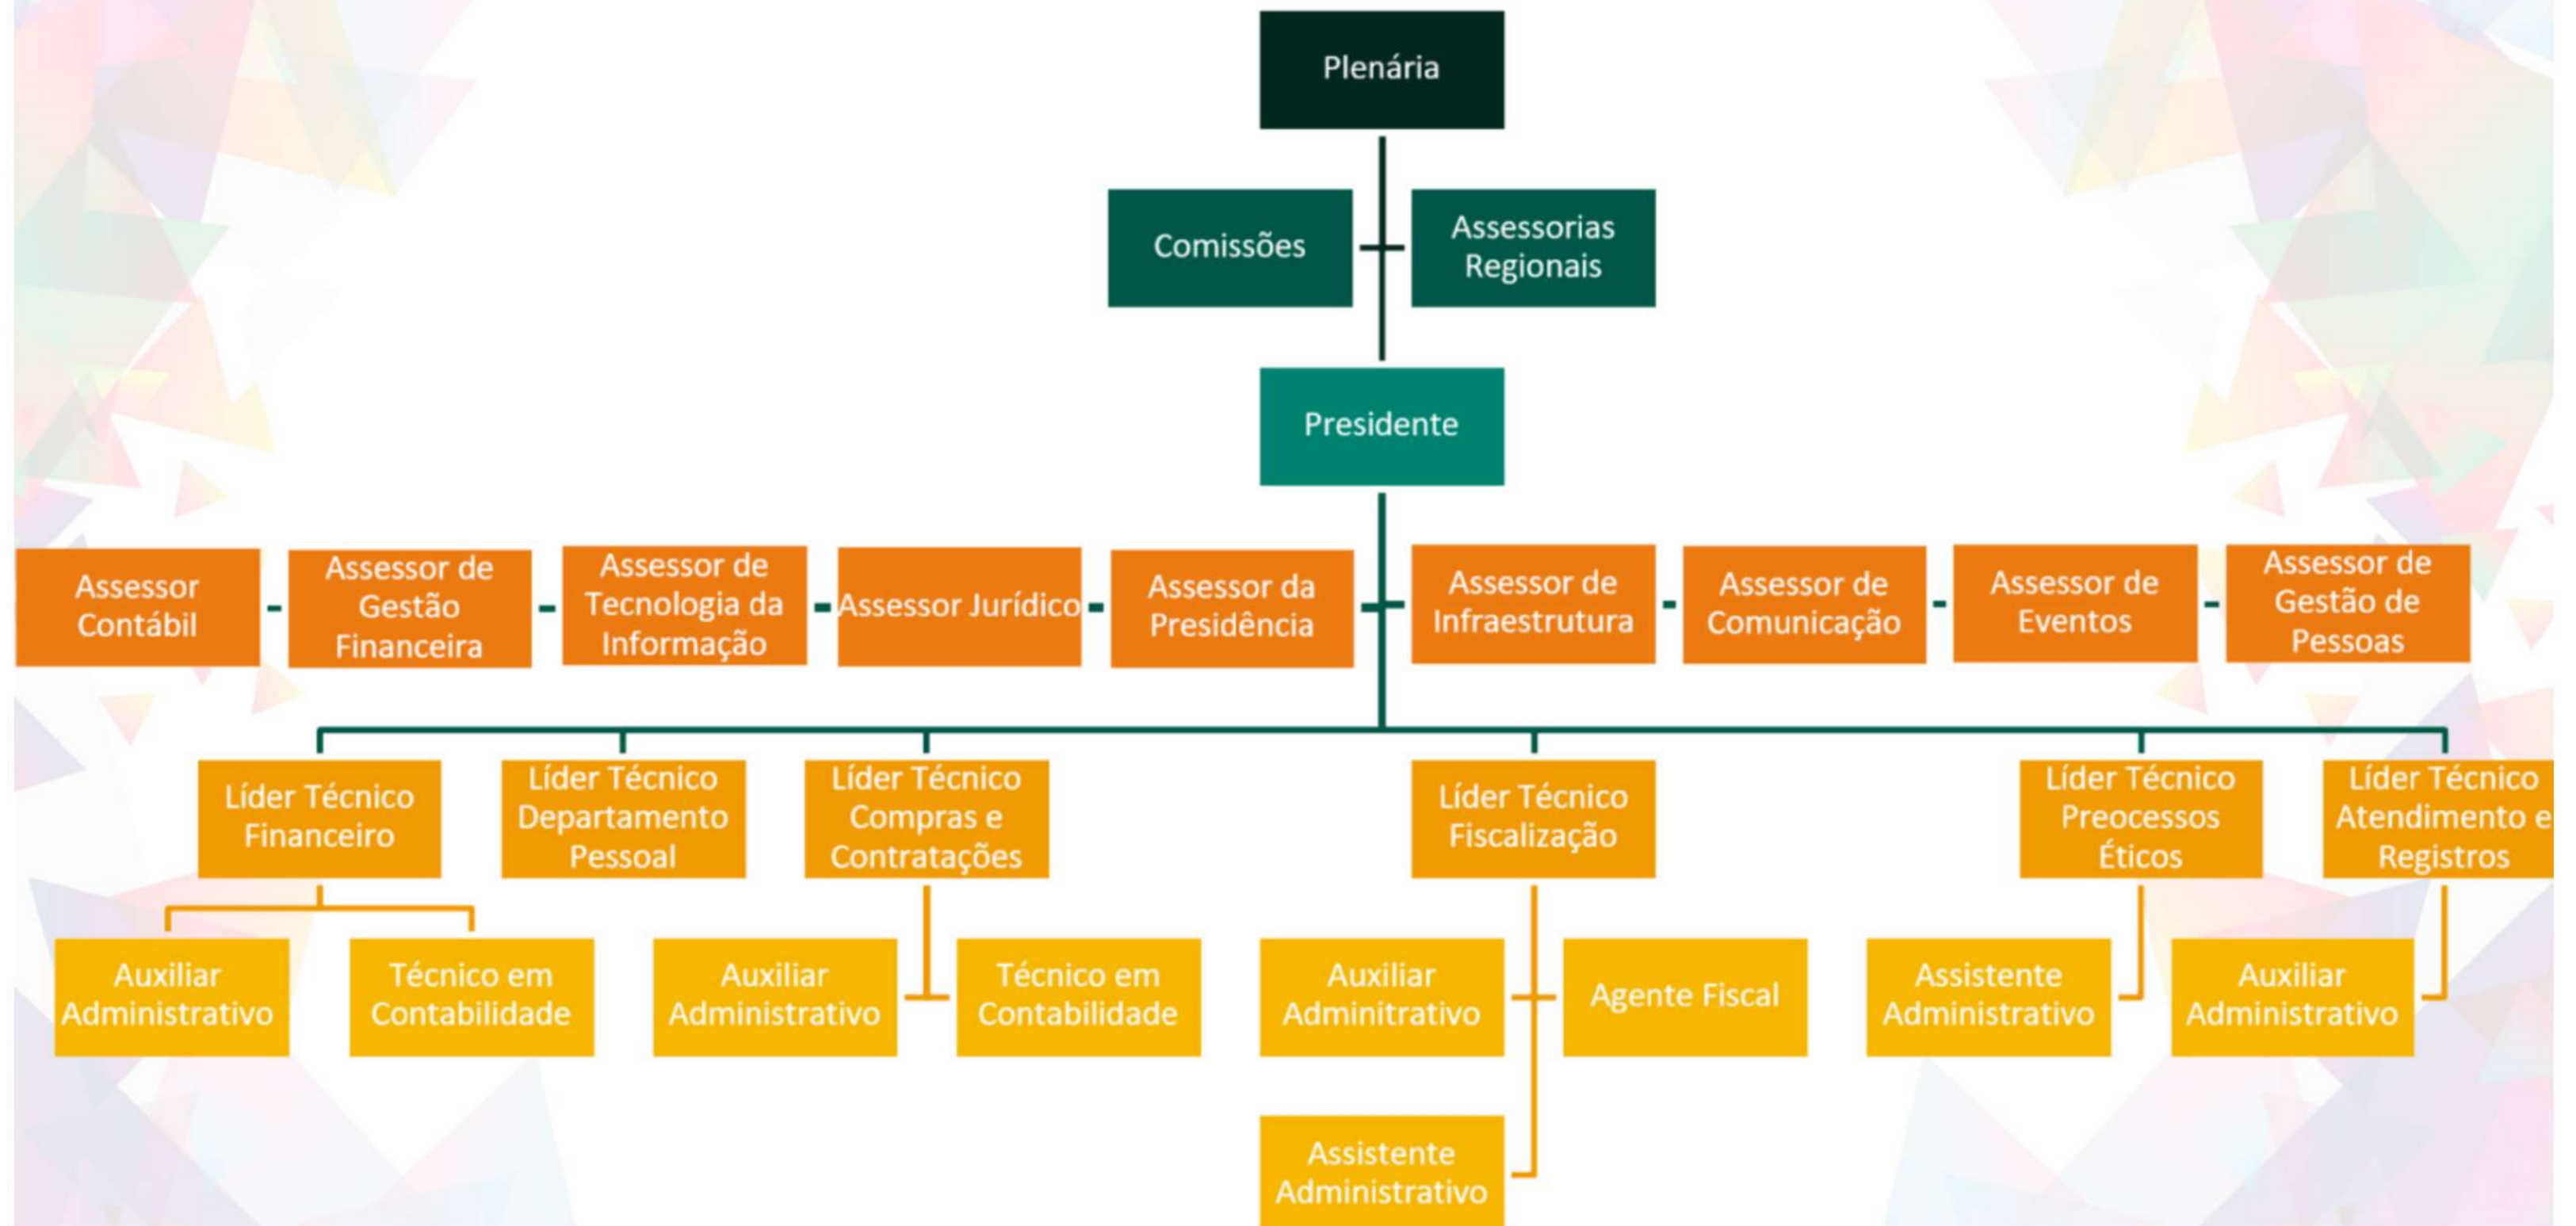 Plenária
Comissões
Assessorias
Regionais
Presidente
Assessor
Contábil
Assessor de
Gestão
Financeira
Assessor de
Tecnologia da
Informação
Assessor Jurídico
Assessor da
Presidência
Assessor de
Infraestrutura
Assessor de
Comunicação
Assessor de
Eventos
Assessor de
Gestão de
Pessoas
Líder Técnico
Financeiro
Líder Técnico
Departamento
Pessoal
Líder Técnico
Compras e
Contratações
Líder Técnico
Fiscalização
Líder Técnico
Preocessos
Éticos
Líder Técnico
Atendimento e
Registros
Auxiliar
Administrativo
Técnico em
Contabilidade
Auxiliar
Administrativo
Técnico em
Contabilidade
Auxiliar
Adminitrativo
Agente Fiscal
Assistente
Administrativo
Auxiliar
Administrativo
Assistente
Administrativo